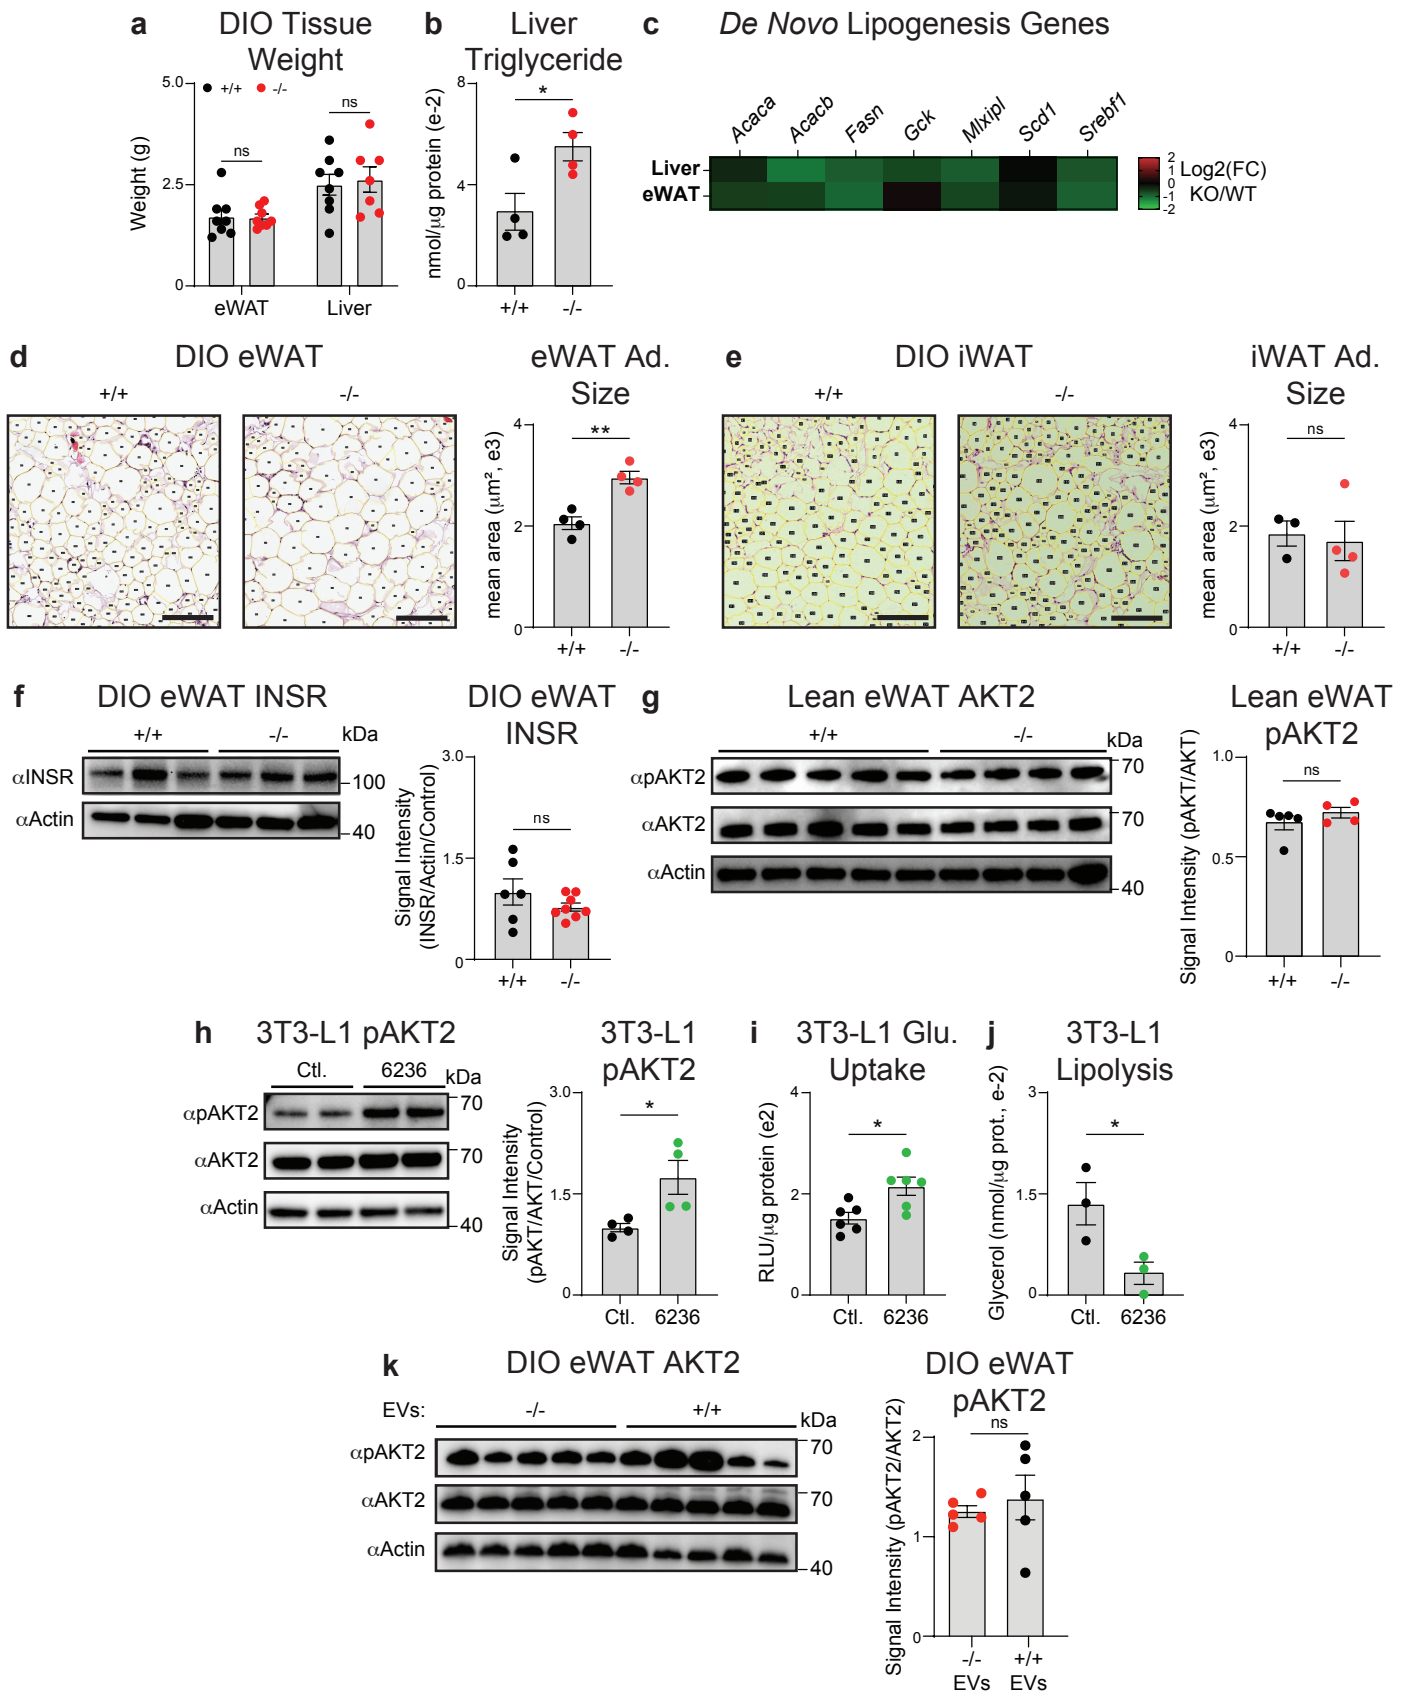 a DIO Tissue Weight
5.0
+/+ -/-
ns
ns
2.5
0
Weight (g)
eWAT Liver
b Liver Triglyceride
8
*
4
0
nmol/μg protein (e-2)
+/+ -/-
c De Novo Lipogenesis Genes
Acaca Acacb Fasn Gck Mlxipl Scd1 Srebf1
Liver
eWAT
2
1
0
-1
-2
Log2(FC)
KO/WT
d DIO eWAT
+/+ -/-
eWAT Ad. Size
4
**
2
0
mean area (μm², e3)
+/+ -/-
e DIO iWAT
+/+ -/-
iWAT Ad. Size
4
ns
2
0
mean area (μm², e3)
+/+ -/-
f DIO eWAT INSR
+/+ -/- kDa
αINSR 100
αActin 40
DIO eWAT INSR
3.0
ns
1.5
0
Signal Intensity
(INSR/Actin/Control)
+/+ -/-
g Lean eWAT AKT2
+/+ -/- kDa
αpAKT2 70
αAKT2 70
αActin 40
Lean eWAT pAKT2
1.0
ns
0.5
0
Signal Intensity (pAKT/AKT)
+/+ -/-
h 3T3-L1 pAKT2
Ctl. 6236 kDa
αpAKT2 70
αAKT2 70
αActin 40
3T3-L1 pAKT2
3.0
*
1.5
0
Signal Intensity
(pAKT/AKT/Control)
Ctl. 6236
i 3T3-L1 Glu. Uptake
4
*
2
0
RLU/μg protein (e2)
Ctl. 6236
j 3T3-L1 Lipolysis
3
*
1.5
0
Glycerol (nmol/μg prot., e-2)
Ctl. 6236
k DIO eWAT AKT2
EVs: -/- +/+ kDa
αpAKT2 70
αAKT2 70
αActin 40
DIO eWAT pAKT2
2
ns
1
0
Signal Intensity (pAKT2/AKT2)
-/- +/+
EVs EVs